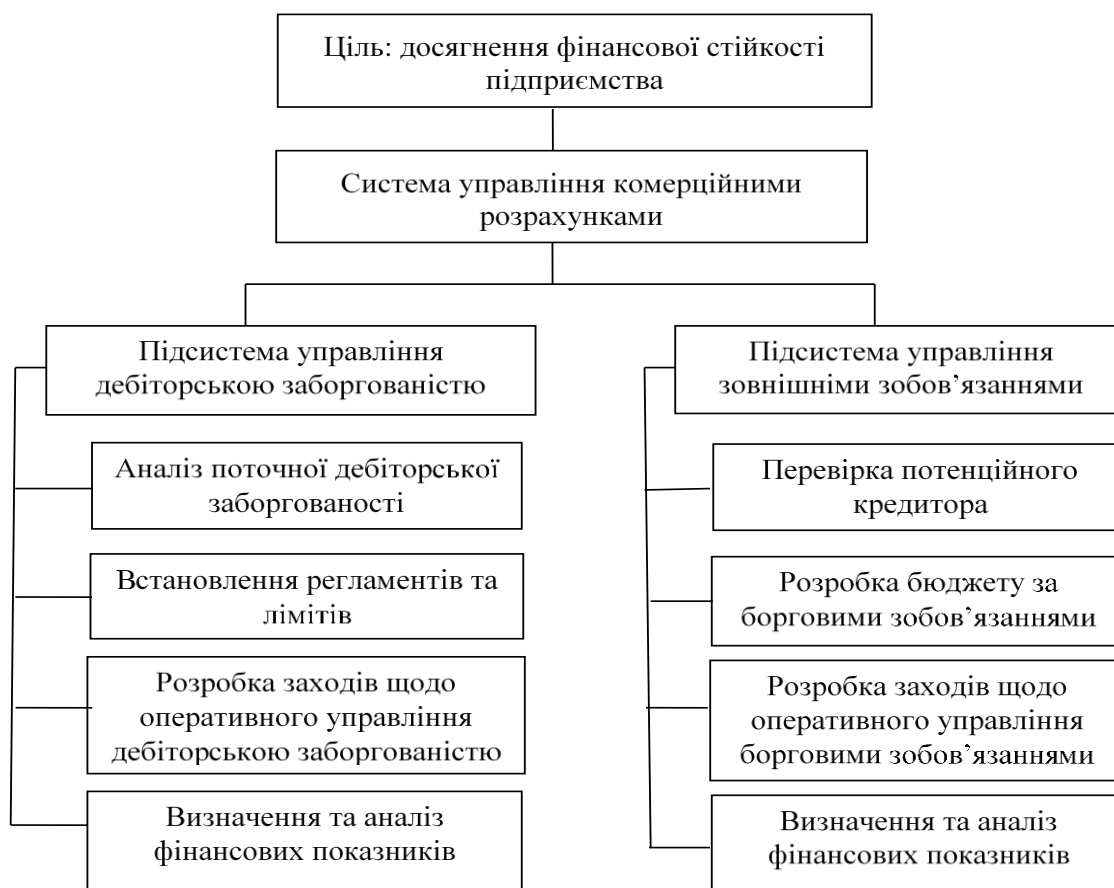 Ціль: досягнення фінансової стійкості
підприємства
Система управління комерційними
розрахунками
Підсистема управління
дебіторською заборгованістю
Аналіз поточної дебіторської
заборгованості
Встановлення регламентів та
лімітів
Розробка заходів щодо
оперативного управління
дебіторською заборгованістю
Визначення та аналіз
фінансових показників
Підсистема управління
зовнішніми зобов’язаннями
Перевірка потенційного
кредитора
Розробка бюджету за
борговими зобов’язаннями
Розробка заходів щодо
оперативного управління
борговими зобов’язаннями
Визначення та аналіз
фінансових показників